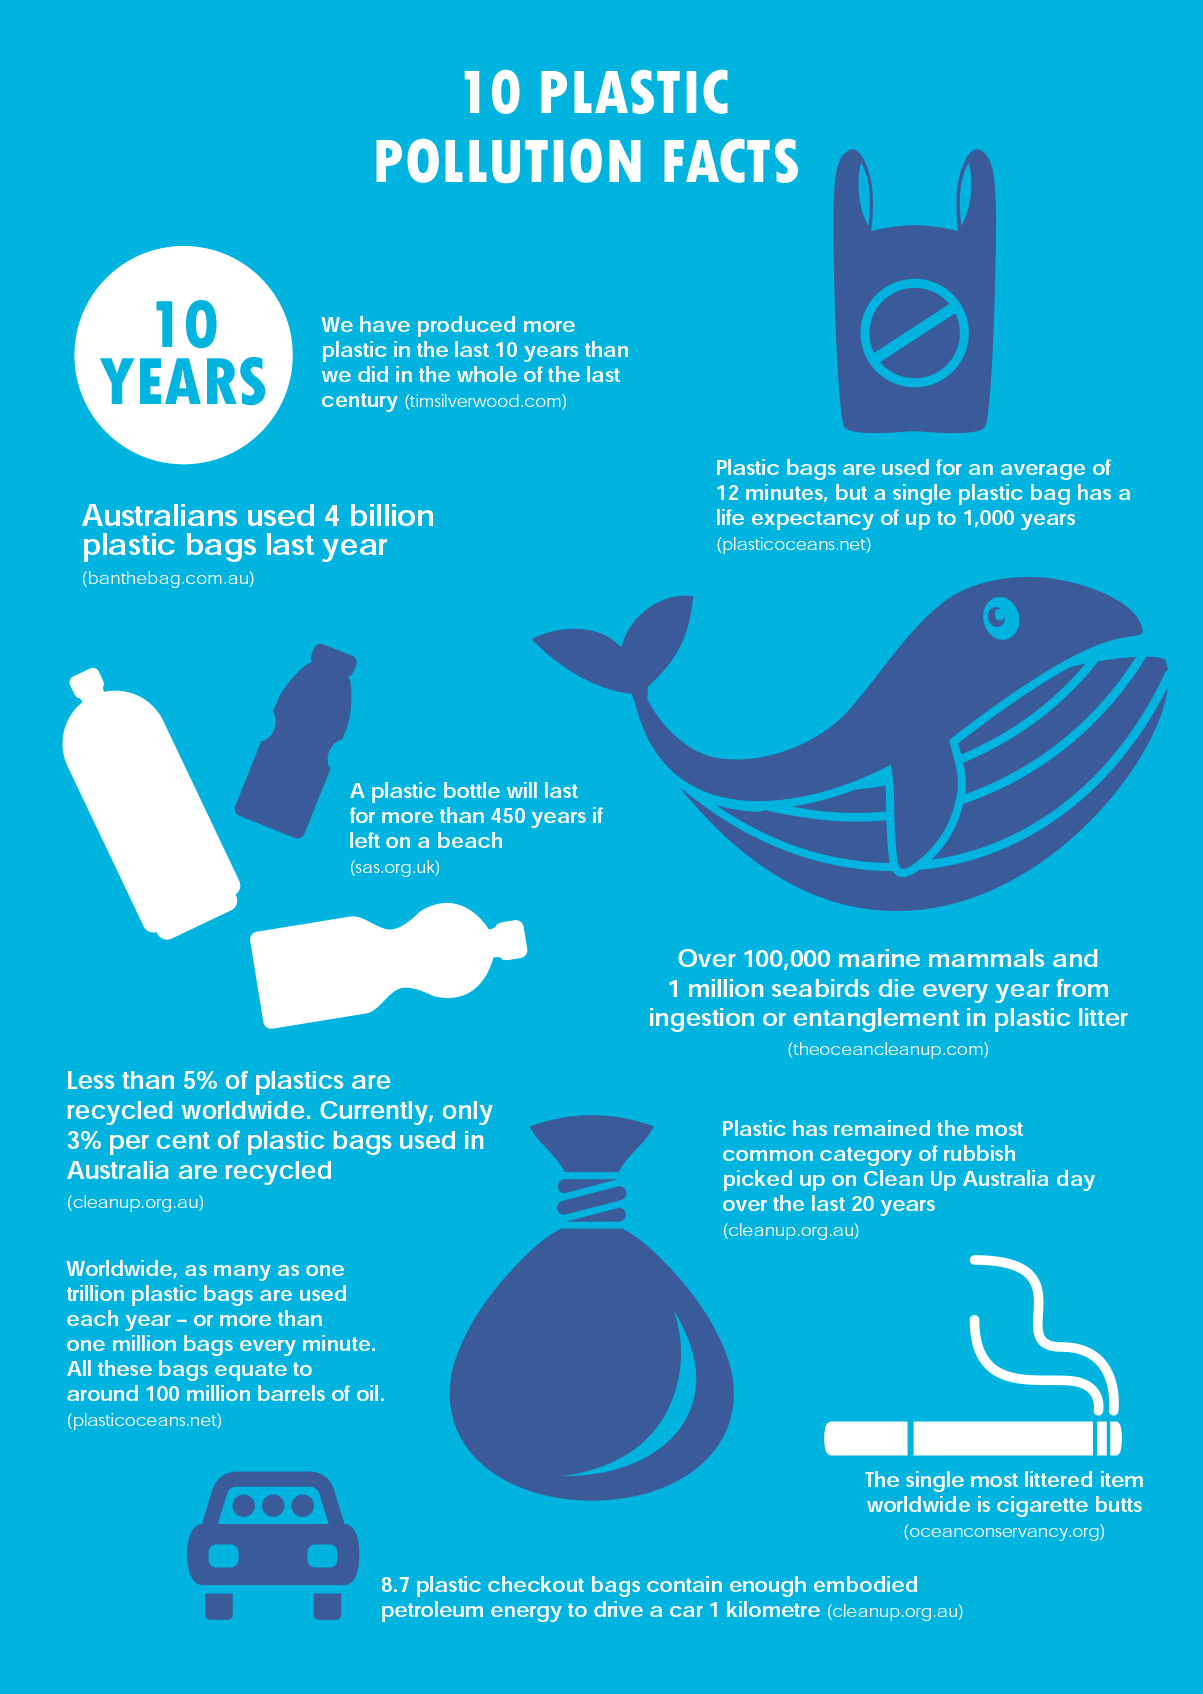 10 PLASTIC
POLLUTION FACTS
10
YEARS
We have produced more
plastic in the last 10 years than
we did in the whole of the last
century (timsilverwood.com)
Plastic bags are used for an average of
12 minutes, but a single plastic bag has a
life expectancy of up to 1,000 years
(plasticoceans.net)
Australians used 4 billion
plastic bags last year
(banthebag.com.au)
A plastic bottle will last
for more than 450 years if
left on a beach
(sas.org.uk)
Over 100,000 marine mammals and
1 million seabirds die every year from
ingestion or entanglement in plastic litter
(theoceancleanup.com)
Less than 5% of plastics are
recycled worldwide. Currently, only
3% per cent of plastic bags used in
Australia are recycled
(cleanup.org.au)
Plastic has remained the most
common category of rubbish
picked up on Clean Up Australia day
over the last 20 years
(cleanup.org.au)
Worldwide, as many as one
trillion plastic bags are used
each year – or more than
one million bags every minute.
All these bags equate to
around 100 million barrels of oil.
(plasticoceans.net)
The single most littered item
worldwide is cigarette butts
(oceanconservancy.org)
8.7 plastic checkout bags contain enough embodied
petroleum energy to drive a car 1 kilometre (cleanup.org.au)